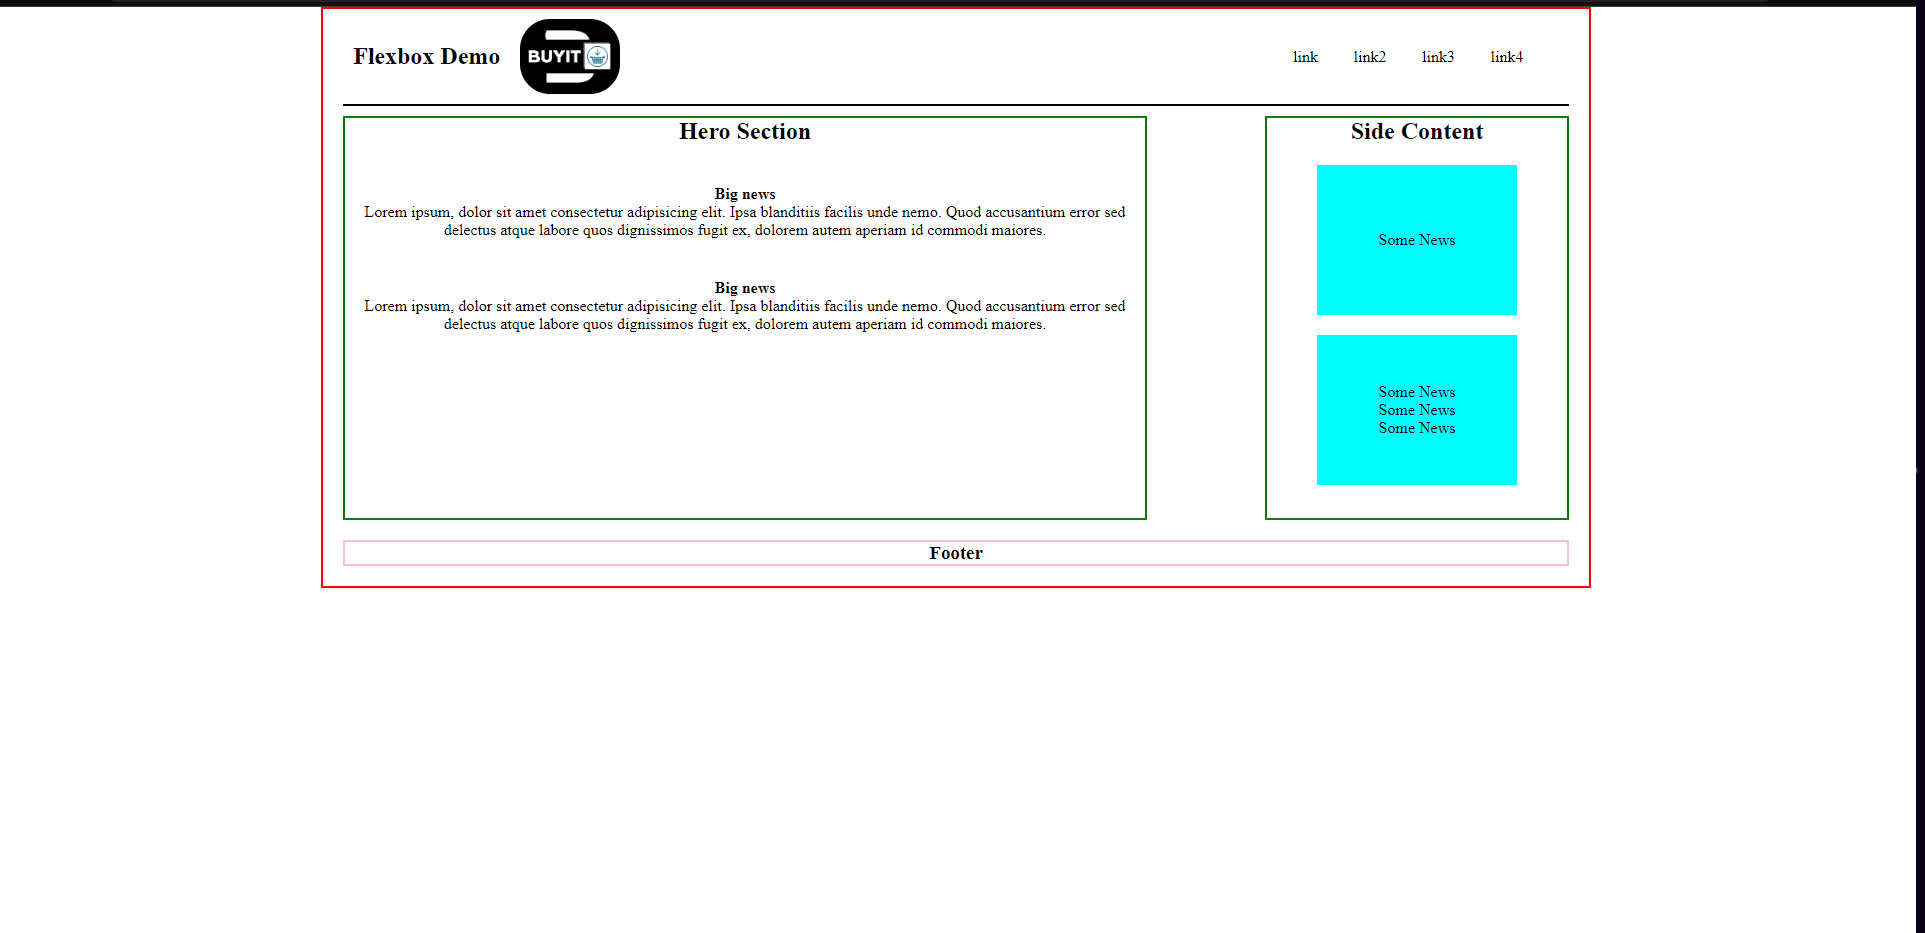 Flexbox Demo
BUYIT
link link2 link3 link4
Hero Section
Big news
Lorem ipsum, dolor sit amet consectetur adipisicing elit. Ipsa blanditiis facilis unde nemo. Quod accusantium error sed
delectus atque labore quos dignissimos fugit ex, dolorem autem aperiam id commodi maiores.
Big news
Lorem ipsum, dolor sit amet consectetur adipisicing elit. Ipsa blanditiis facilis unde nemo. Quod accusantium error sed
delectus atque labore quos dignissimos fugit ex, dolorem autem aperiam id commodi maiores.
Side Content
Some News
Some News
Some News
Some News
Footer